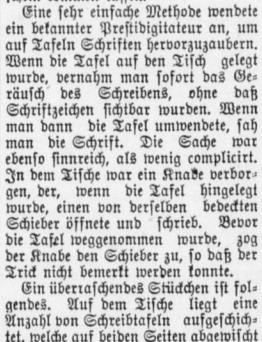 Eine sehr einfache Methode wendete
ein bekannter Prestidigitateur an, um
auf Tafeln Schriften hervorzuzaubern.
Wenn die Tafel auf den Tisch gelegt
wurde, vernahm man sofort das Ge-
räusch des Schreibens, ohne daß
Schriftzeichen sichtbar wurden. Wenn
man dann die Tafel umwendete, sah
man die Schrift. Die Sache war
ebenso sinnreich, als wenig complicirt.
In dem Tische war ein Knabe verbor-
gen, der, wenn die Tafel hingelegt
wurde, einen von derselben bedeckten
Schieber öffnete und schrieb. Bevor
die Tafel weggenommen wurde, zog
der Knabe den Schieber zu, so daß der
Trick nicht bemerkt werden konnte.
Ein überraschendes Stückchen ist fol-
gendes. Auf dem Tische liegt eine
Anzahl von Schreibtafeln aufgeschich-
tet, welche auf beiden Seiten abgewischt